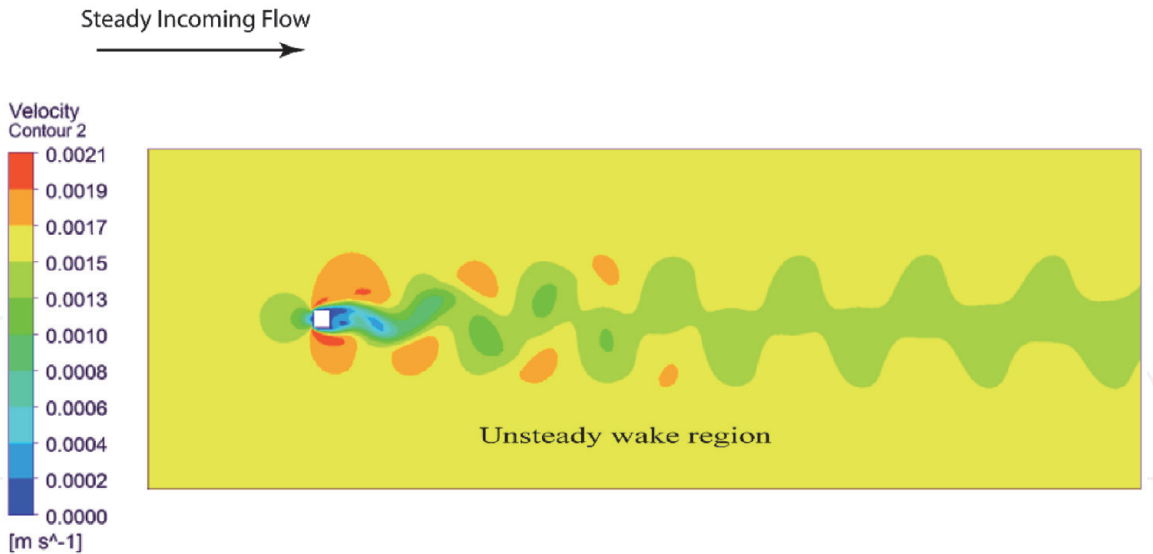 Steady Incoming Flow
Velocity
Contour 2
0.0021
0.0019
0.0017
0.0015
0.0013
0.0010
0.0008
0.0006
0.0004
0.0002
0.0000
[m s^-1]
Unsteady wake region